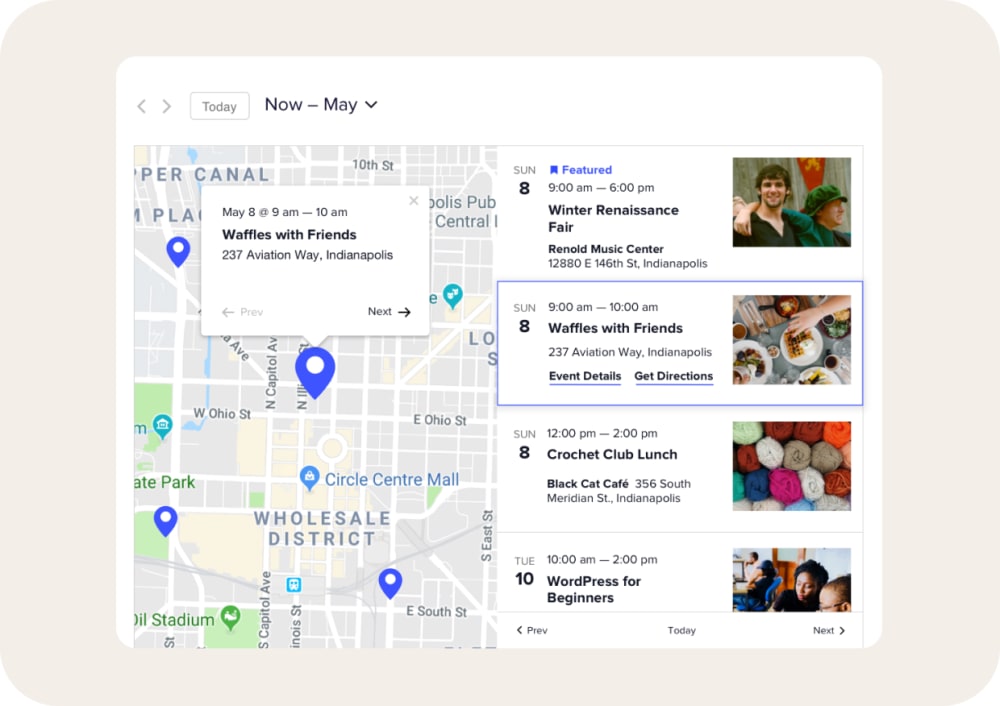 Today
Now – May
10th St
PPER CANAL
M PLA
polis Pub
Central L
May 8 @ 9 am — 10 am
Waffles with Friends
237 Aviation Way, Indianapolis
Prev
Next
e
LO
S
a Ave
N Capitol Av
N Illi
W Ohio St
E Ohio St
m
Circle Centre Mall
ate Park
WHOLESALE
DISTRICT
S East St
E South St
Oil Stadium
S Capitol Ave
inois St
St
SUN
8
Featured
9:00 am — 6:00 pm
Winter Renaissance
Fair
Renold Music Center
12880 E 146th St, Indianapolis
SUN
8
9:00 am — 10:00 am
Waffles with Friends
237 Aviation Way, Indianapolis
Event Details Get Directions
SUN
8
12:00 pm — 2:00 pm
Crochet Club Lunch
Black Cat Café 356 South
Meridian St., Indianapolis
TUE
10
10:00 am — 2:00 pm
WordPress for
Beginners
Prev
Today
Next